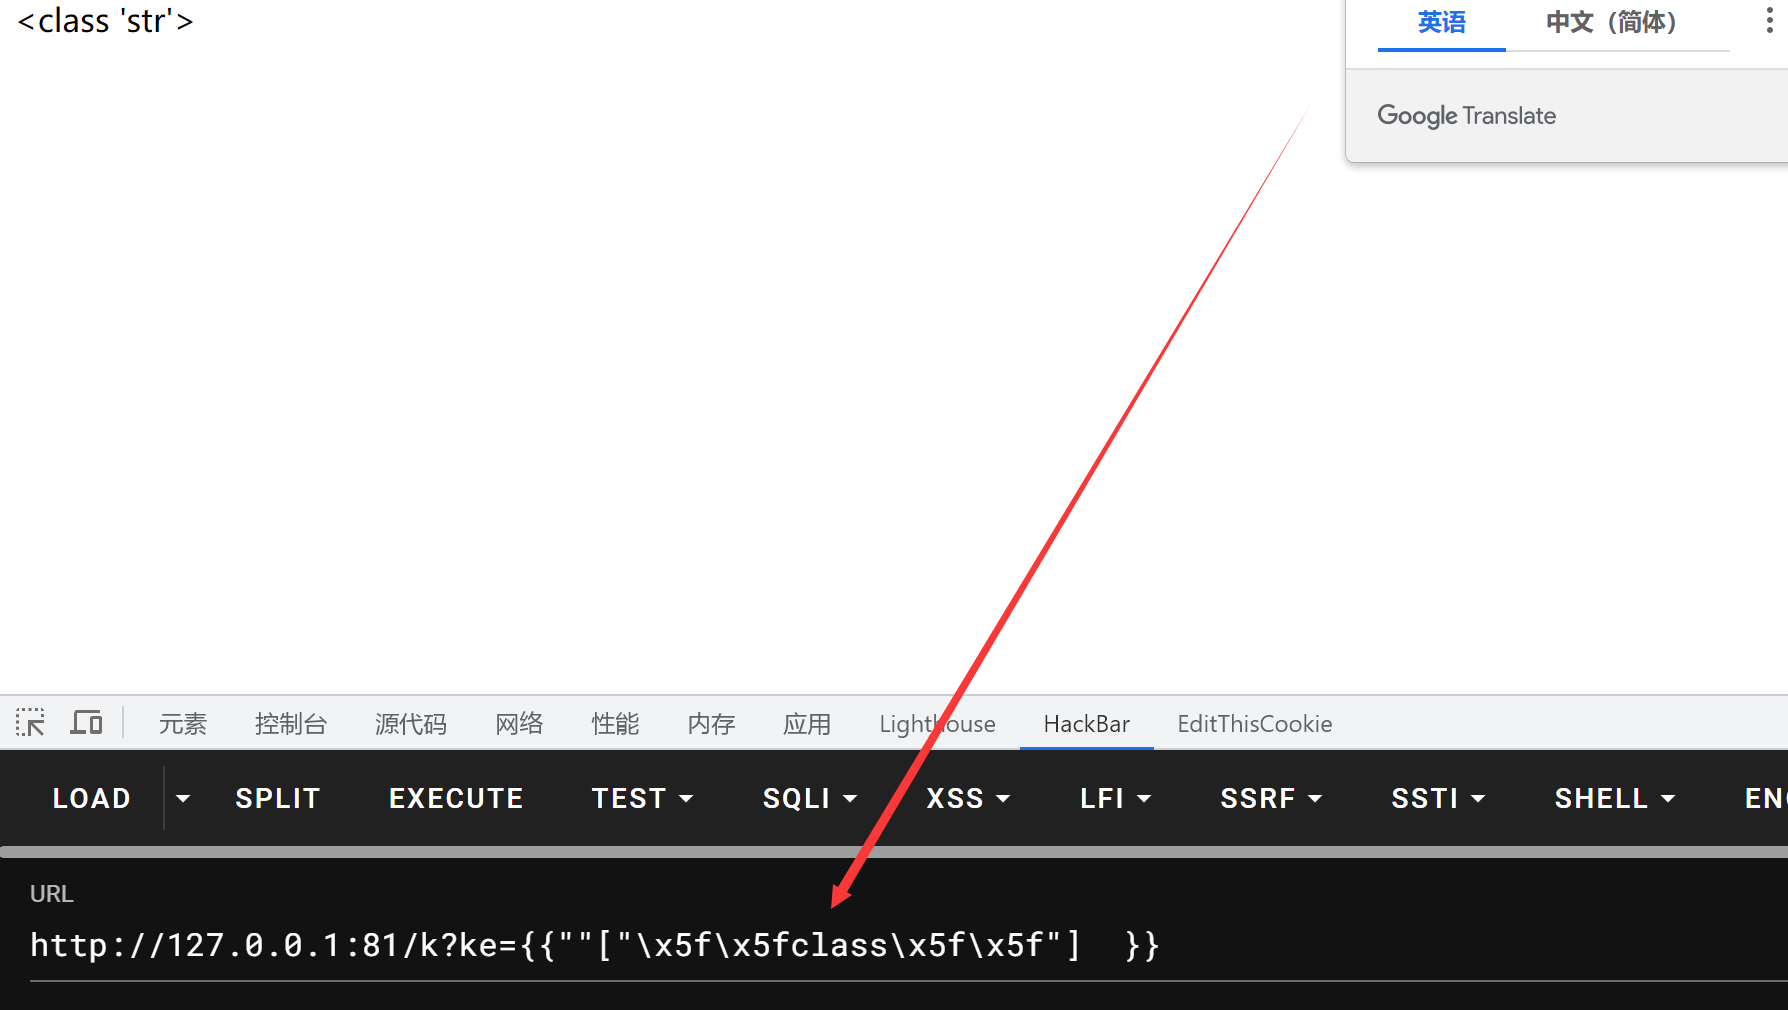 <class 'str'>
英语 中文（简体）
Google Translate
元素 控制台 源代码 网络 性能 内存 应用 Lighthouse HackBar EditThisCookie
LOAD SPLIT EXECUTE TEST SQLI XSS LFI SSRF SSTI SHELL
URL
http://127.0.0.1:81/k?ke={{""["\x5f\x5fclass\x5f\x5f"]  }}